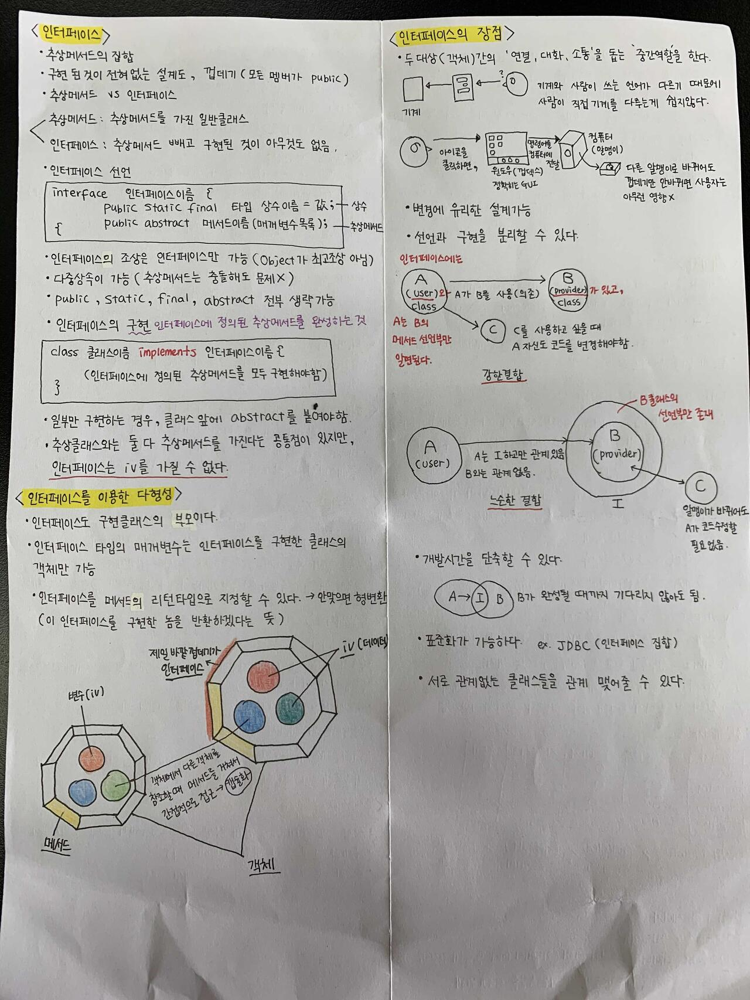 <인터페이스>
• 추상메서드의 집합
• 구현된것이 전혀없는 설계도, 껍데기 (모든 멤버가 public)
• 추상메서드 vs 인터페이스
추상메서드 : 추상메서드를 가진 일반클래스
인터페이스 : 추상메서드 빼고 구현된 것이 아무것도 없음.
• 인터페이스 선언
interface 인터페이스이름 {
public static final 타입 상수이름 = 값; 상수
public abstract 메서드이름(매개변수목록); 추상메서드
{
• 인터페이스의 조상은 인터페이스만 가능 (Object가 최고조상 아님)
• 다중상속이 가능 (추상메서드는 충돌해도 문제X)
• public, static, final, abstract 전부 생략가능
• 인터페이스의 구현 인터페이스에 정의된 추상메서드를 완성하는 것
class 클래스이름 implements 인터페이스이름 {
(인터페이스에 정의된 추상메서드를 모두 구현해야함)
}
• 일부만 구현하는 경우, 클래스 앞에 abstract를 붙여야함.
• 추상클래스와는 둘 다 추상메서드를 가진다는 공통점이 있지만,
인터페이스는 iv를 가질 수 없다.
<인터페이스를 이용한 다형성>
• 인터페이스도 구현클래스의 부모이다.
• 인터페이스 타입의 매개변수는 인터페이스를 구현한 클래스의
객체만 가능
• 인터페이스를 메서드의 리턴타입으로 지정할 수 있다. → 안맞으면 형변환
(이 인터페이스를 구현한 놈을 반환하겠다는 뜻)
제일 바깥껍데기가
인터페이스
iv (데이터)
변수(iv)
객체에서 다른객체를
참조할때 메서드를 거쳐서
간접적으로 접근 → 캡슐화
메서드
객체
<인터페이스의 장점>
• 두 대상(객체)간의 '연결, 대화, 소통'을 돕는 '중간역할'을 한다.
?
기계
기계와 사람이 쓰는 언어가 다르기 때문에
사람이 직접 기계를 다루는게 쉽지않다.
아이콘을
클릭하면,
윈도우(껍덱스)
정확히는 GUI
명령어를
컴퓨터에
전달
컴퓨터
(알맹이)
다른 알맹이로 바뀌어도
껍데기만 안바뀌면 사용자는
아무런 영향 X
• 변경에 유리한 설계가능
• 선언과 구현을 분리할 수 있다.
인터페이스에는
A
(user)와
class
A가 B를 사용(의존)
B
(provider)가 있고,
class
A는 B의
메서드 선언부만
알면된다.
C
C를 사용하고 싶을 때
A 자신도 코드를 변경해야함.
강한결합
B클래스의
선언부만 존재
A
(user)
A는 I하고만 관계있음
B와는 관계없음.
B
(provider)
I
C
느슨한 결합
알맹이가 바뀌어도
A가 코드수정할
필요없음.
• 개발시간을 단축할 수 있다.
A → I B
B가 완성될 때까지 기다리지 않아도 됨.
• 표준화가 가능하다. ex. JDBC (인터페이스 집합)
• 서로 관계없는 클래스들을 관계 맺어줄 수 있다.